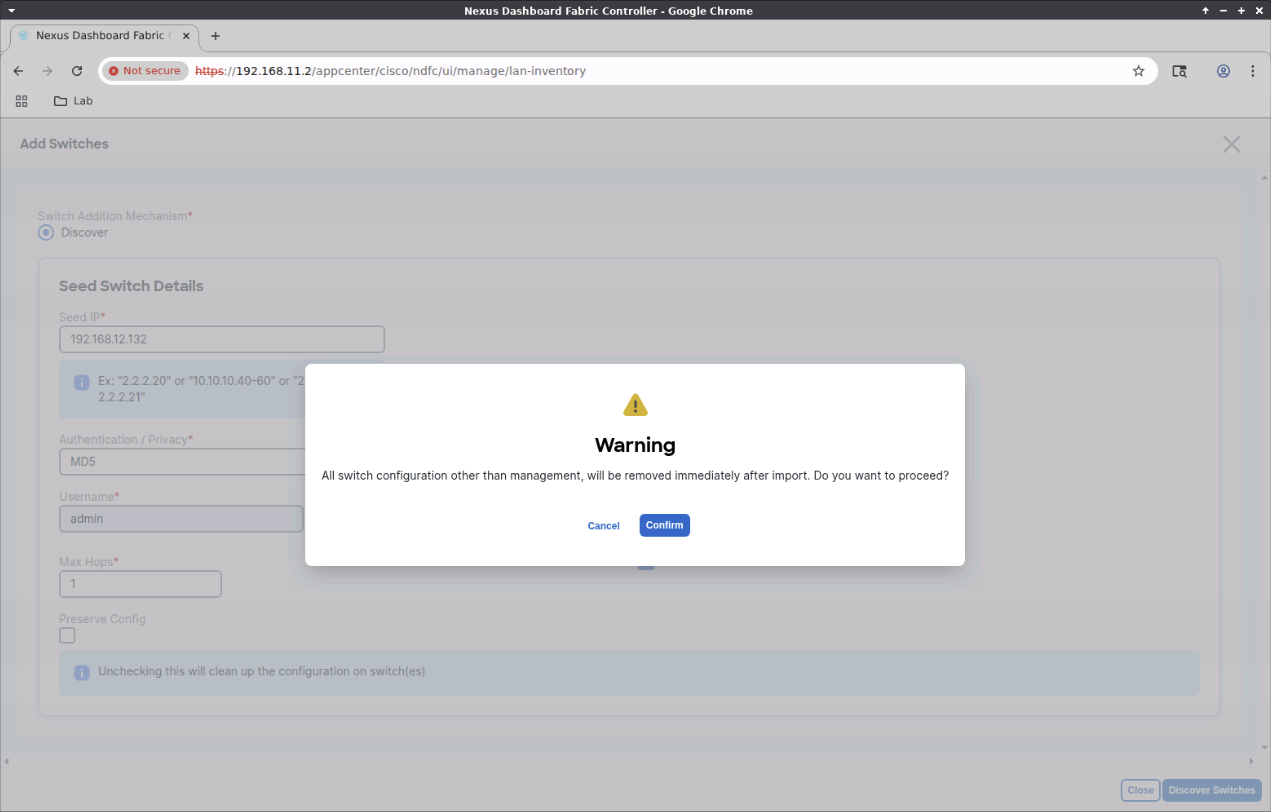 Nexus Dashboard Fabric Controller - Google Chrome
Nexus Dashboard Fabric
Not secure https://192.168.11.2/appcenter/cisco/ndfc/ui/manage/lan-inventory
Lab
Add Switches
Switch Addition Mechanism*
Discover
Seed Switch Details
Seed IP*
192.168.12.132
Ex: "2.2.2.20" or "10.10.10.40-60" or "2
2.2.2.21"
Authentication / Privacy*
MD5
Username*
admin
Max Hops*
1
Preserve Config
Unchecking this will clean up the configuration on switch(es)
Warning
All switch configuration other than management, will be removed immediately after import. Do you want to proceed?
Cancel Confirm
Close Discover Switches